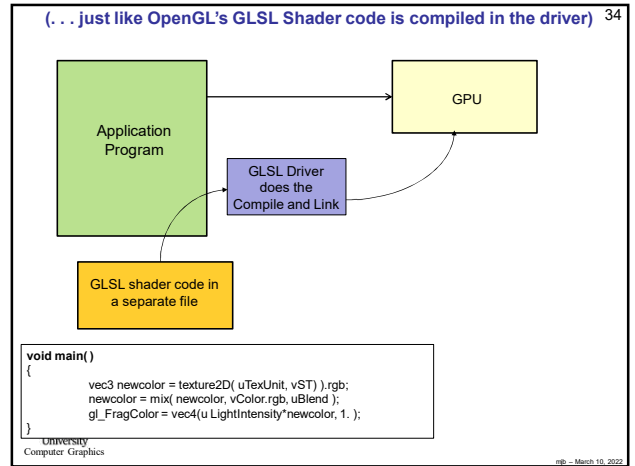 (. . . just like OpenGL’s GLSL Shader code is compiled in the driver)
34
Application
Program
GPU
GLSL Driver
does the
Compile and Link
GLSL shader code in
a separate file
void main( )
{
vec3 newcolor = texture2D( uTexUnit, vST) ).rgb;
newcolor = mix( newcolor, vColor.rgb, uBlend );
gl_FragColor = vec4(u LightIntensity*newcolor, 1. );
}
University
Computer Graphics
mjb – March 10, 2022